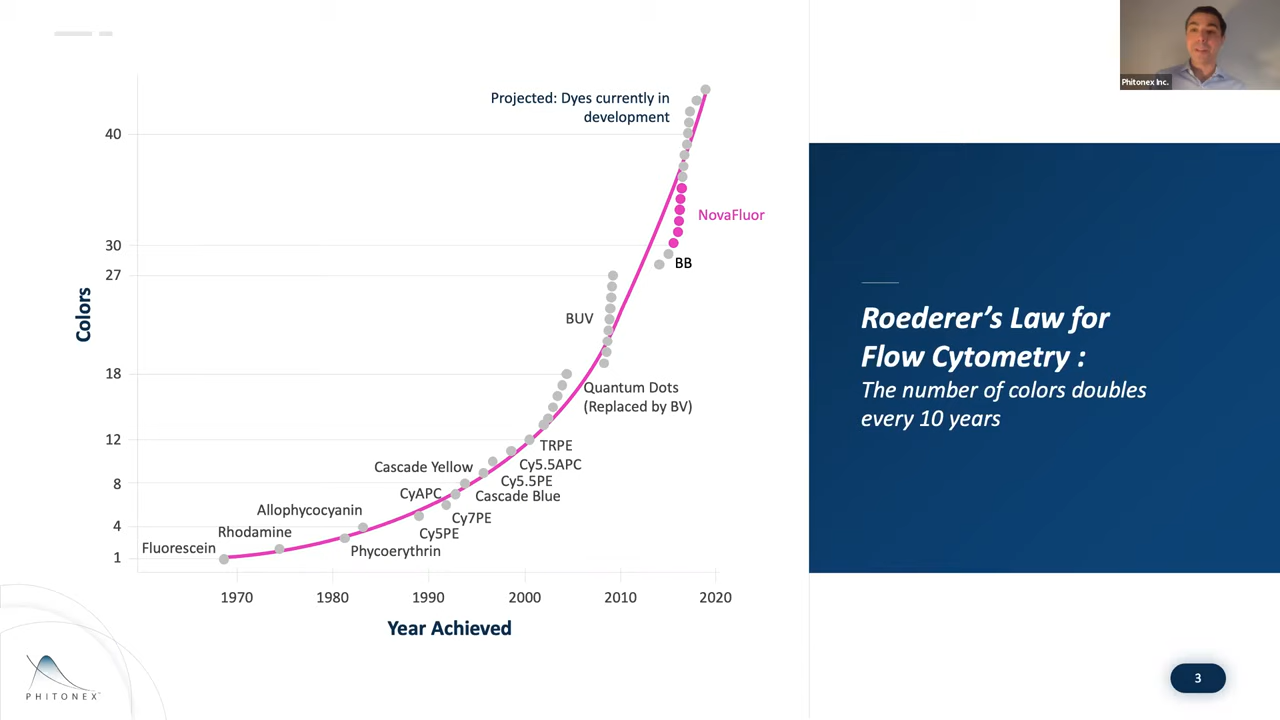 Phitonex Inc.
Projected: Dyes currently in
development
40
NovaFluor
30
BB
27
BUV
Colors
18
Quantum Dots
(Replaced by BV)
12
TRPE
Cy5.5APC
Cascade Yellow
Cy5.5PE
8
CyAPC
Cascade Blue
Allophycocyanin
Cy7PE
4
Rhodamine
Cy5PE
Fluorescein
Phycoerythrin
1
1970 1980 1990 2000 2010 2020
Year Achieved
Roederer’s Law for
Flow Cytometry :
The number of colors doubles
every 10 years
PHITONEX™
3